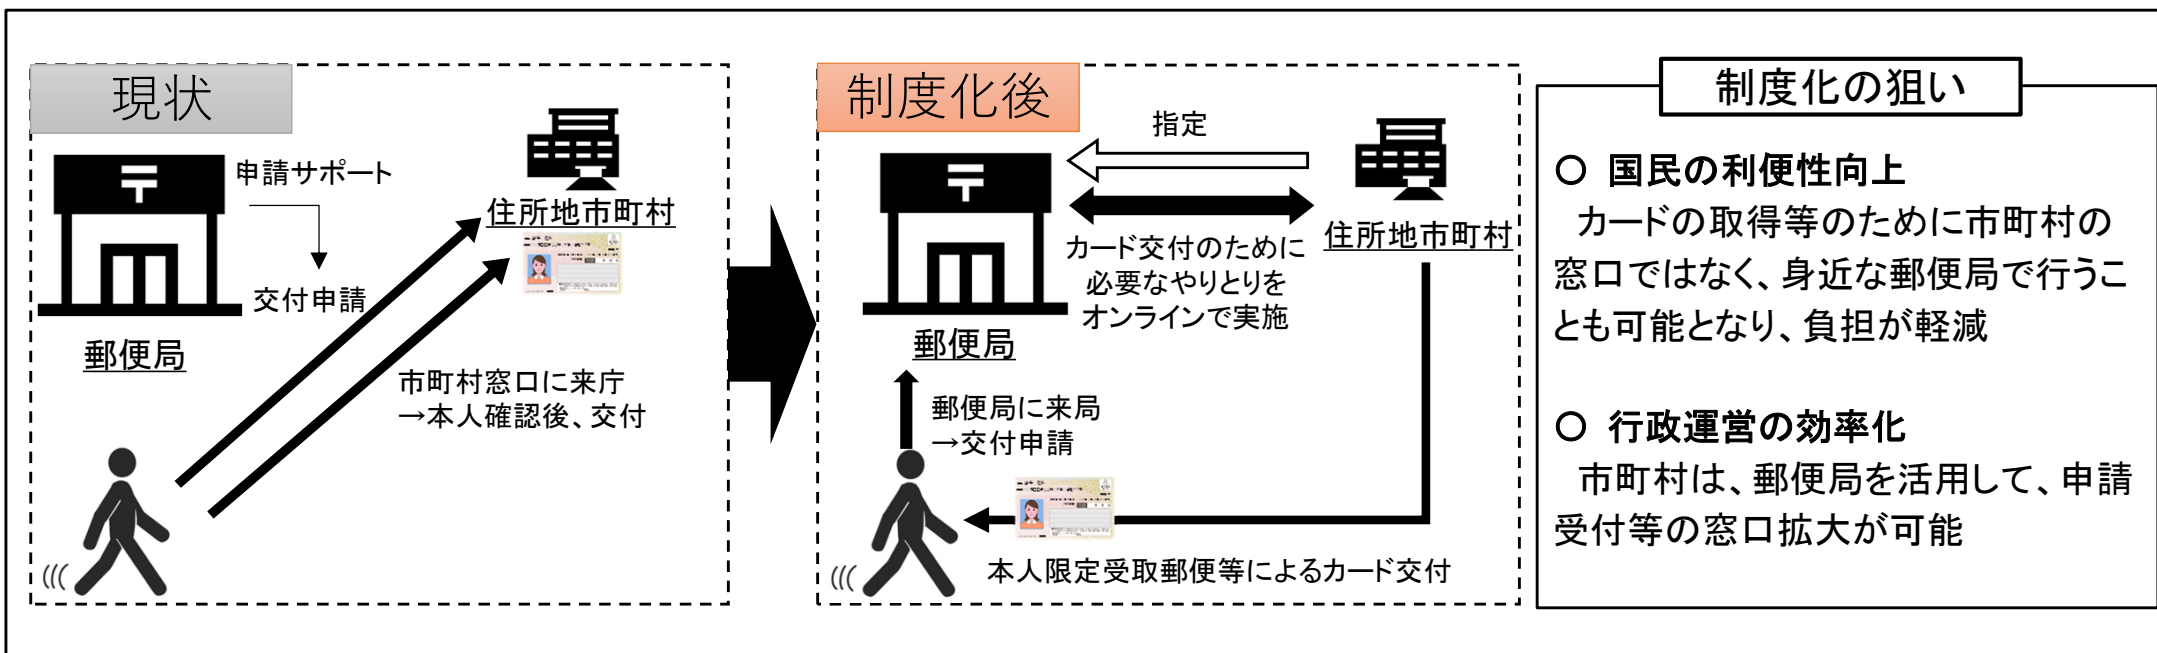 現状
申請サポート
交付申請
郵便局
住所地市町村
市町村窓口に来庁
→本人確認後、交付
制度化後
指定
郵便局
住所地市町村
カード交付のために
必要なやりとりを
オンラインで実施
郵便局に来局
→交付申請
本人限定受取郵便等によるカード交付
制度化の狙い
○ 国民の利便性向上
カードの取得等のために市町村の
窓口ではなく、身近な郵便局で行うこ
とも可能となり、負担が軽減
○ 行政運営の効率化
市町村は、郵便局を活用して、申請
受付等の窓口拡大が可能